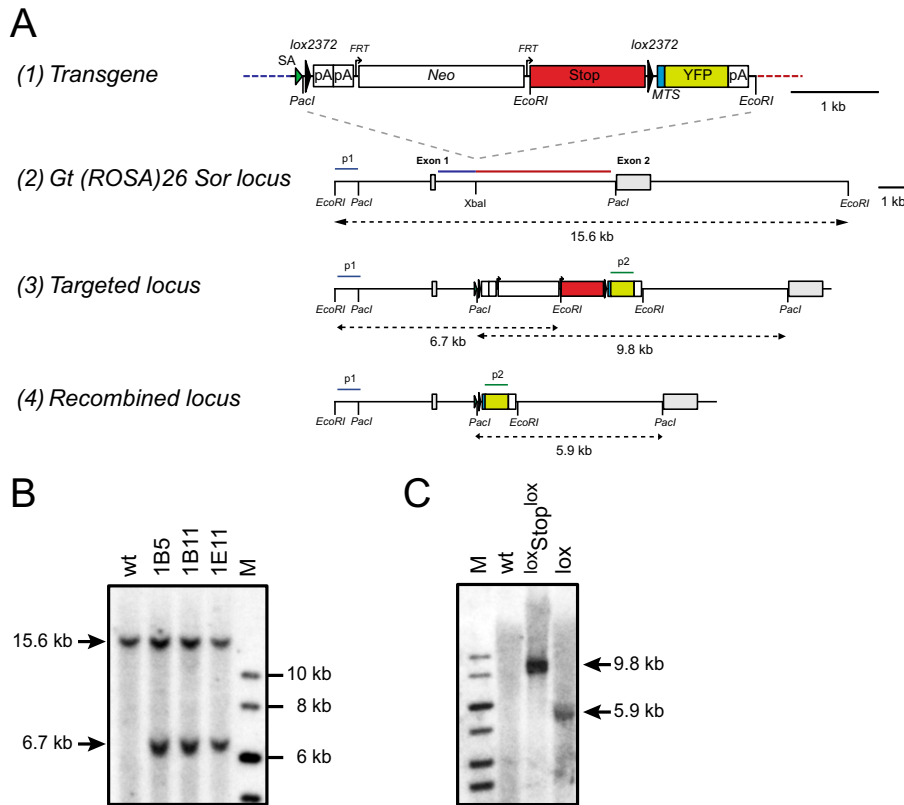 A
lox2372 lox2372
SA FRT FRT
(1) Transgene pA pA Neo Stop YFP pA
PacI EcoRI MTS EcoRI
1 kb
p1 Exon 1 Exon 2
(2) Gt (ROSA)26 Sor locus
EcoRI PacI XbaI PacI EcoRI 1 kb
15.6 kb
p1 p2
(3) Targeted locus
EcoRI PacI PacI EcoRI EcoRI PacI
6.7 kb 9.8 kb
p1 p2
(4) Recombined locus
EcoRI PacI PacI EcoRI PacI
5.9 kb
B
wt 1B5 1B11 1E11 M
15.6 kb
10 kb
8 kb
6.7 kb
6 kb
C
M wt loxStoplox lox
9.8 kb
5.9 kb